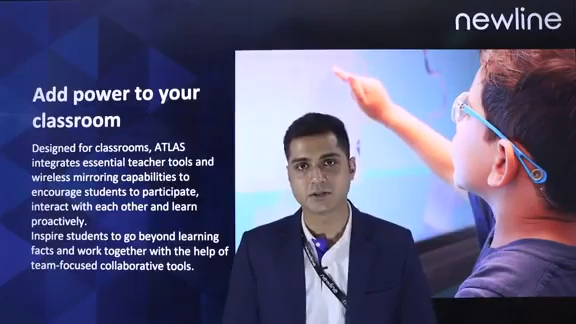 newline
Add power to your
classroom
Designed for classrooms, ATLAS
integrates essential teacher tools and
wireless mirroring capabilities to
encourage students to participate,
interact with each other and learn
proactively.
Inspire students to go beyond learning
facts and work together with the help of
team-focused collaborative tools.
newline